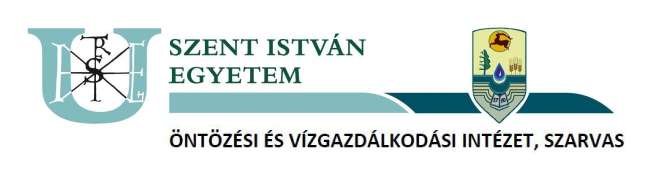 SZENT ISTVÁN
EGYETEM
ÖNTÖZÉSI ÉS VÍZGAZDÁLKODÁSI INTÉZET, SZARVAS